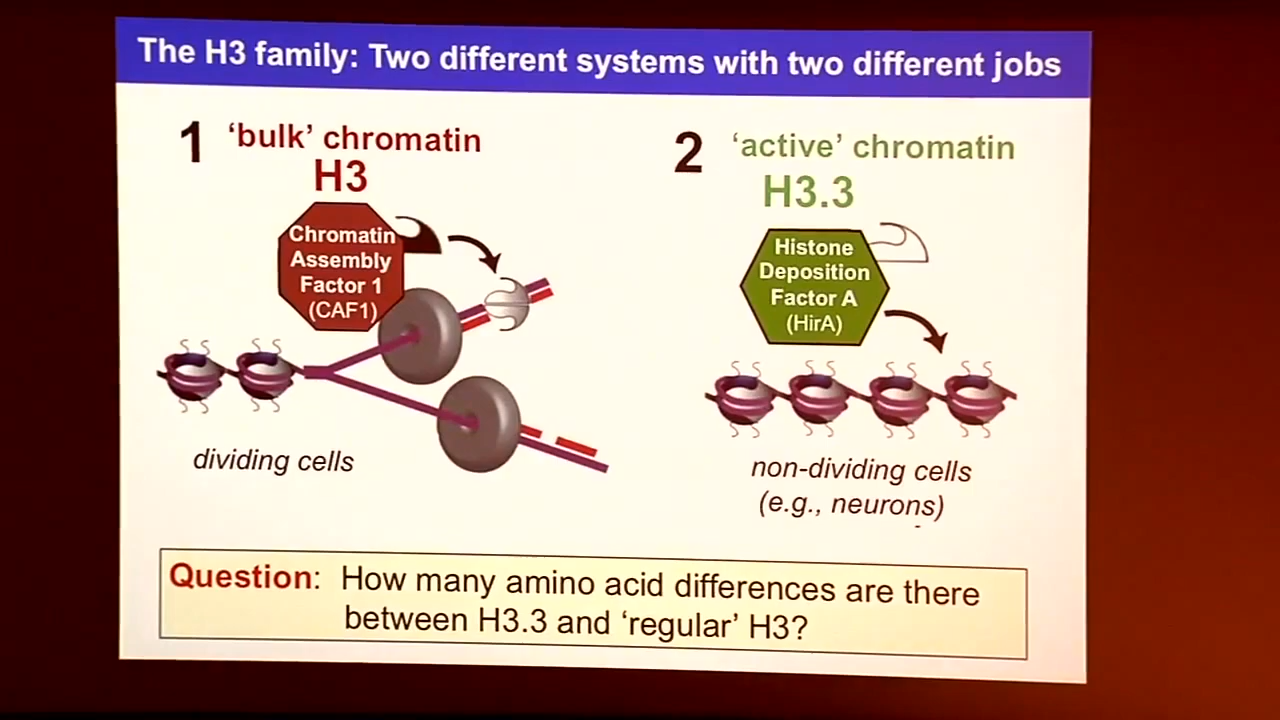 The H3 family: Two different systems with two different jobs
1 ‘bulk’ chromatin
H3
Chromatin
Assembly
Factor 1
(CAF1)
dividing cells
2 ‘active’ chromatin
H3.3
Histone
Deposition
Factor A
(HirA)
non-dividing cells
(e.g., neurons)
Question: How many amino acid differences are there
between H3.3 and ‘regular’ H3?